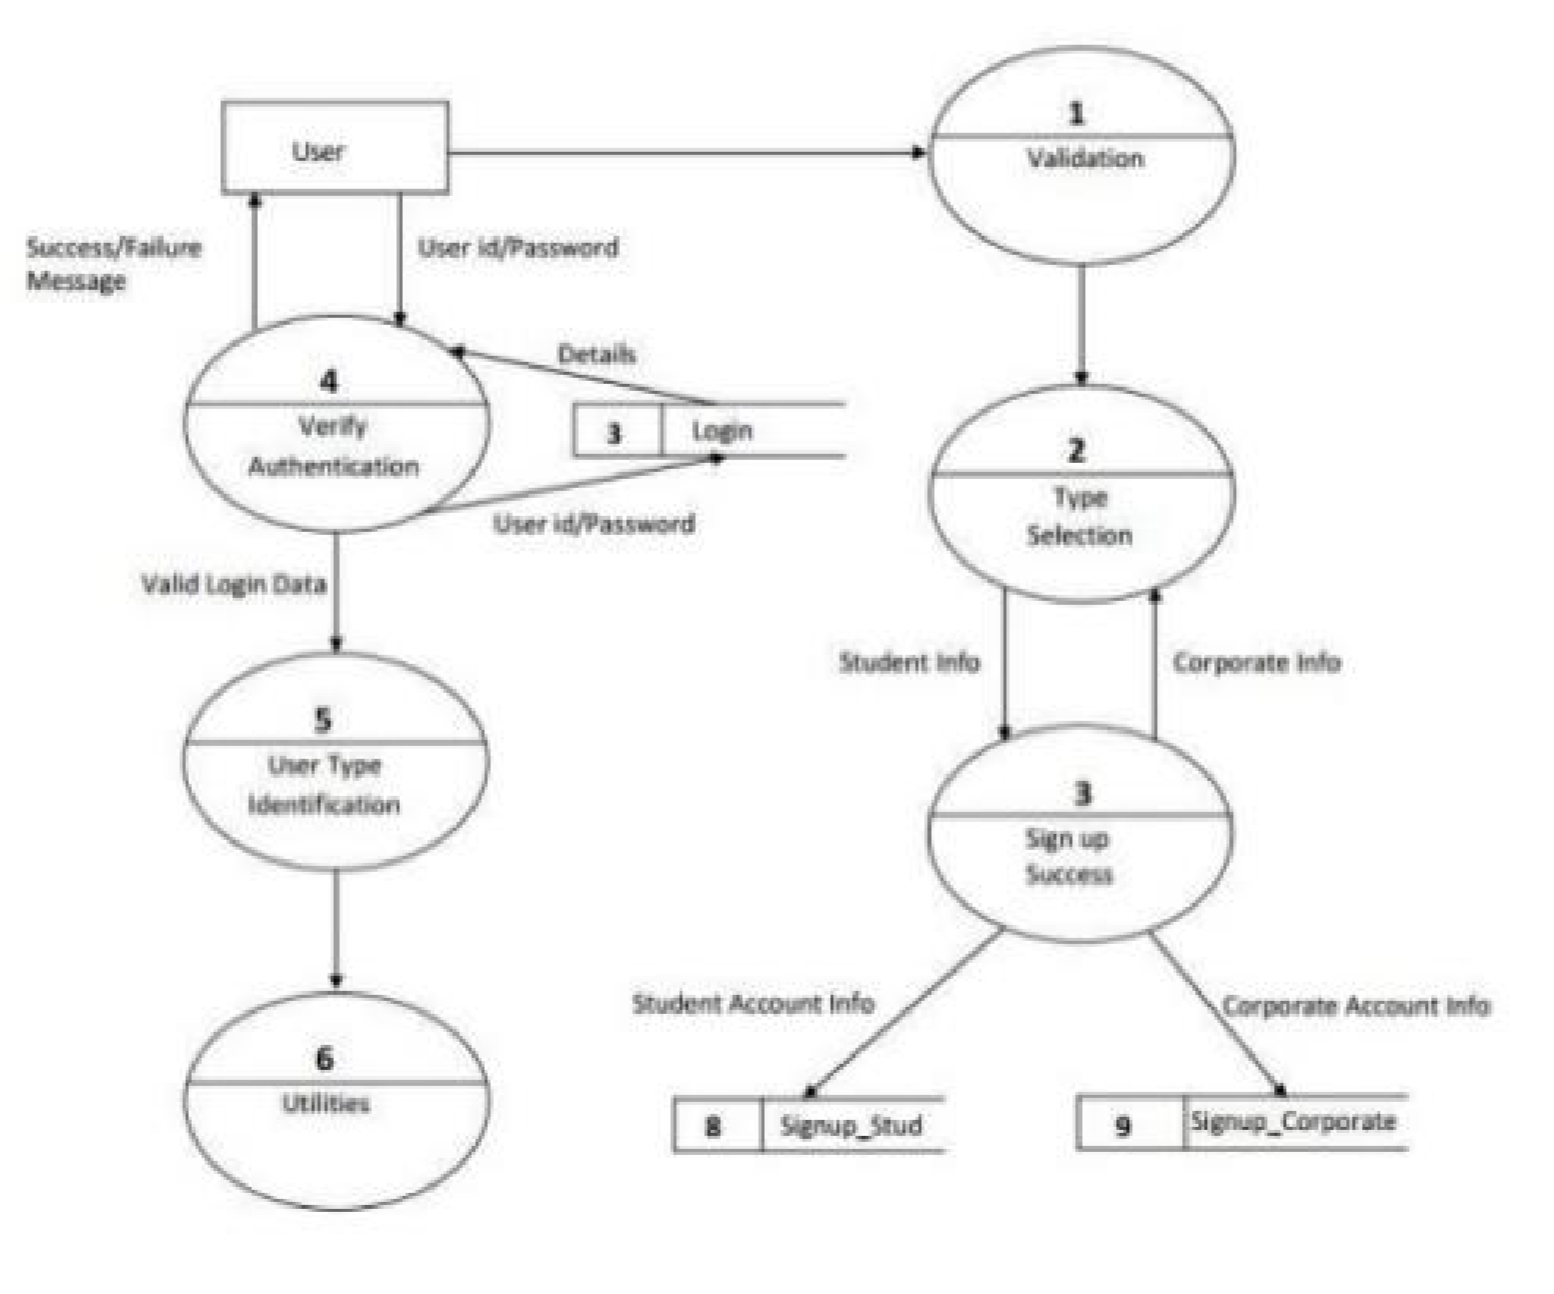 1
User
Validation
Success/Failure
Message
User id/Password
Details
4
Verify
Authentication
3
Login
2
Type
Selection
User id/Password
Valid Login Data
Student Info
Corporate Info
5
User Type
Identification
3
Sign up
Success
Student Account Info
Corporate Account Info
6
Utilities
8
Signup_Stud
9
Signup_Corporate